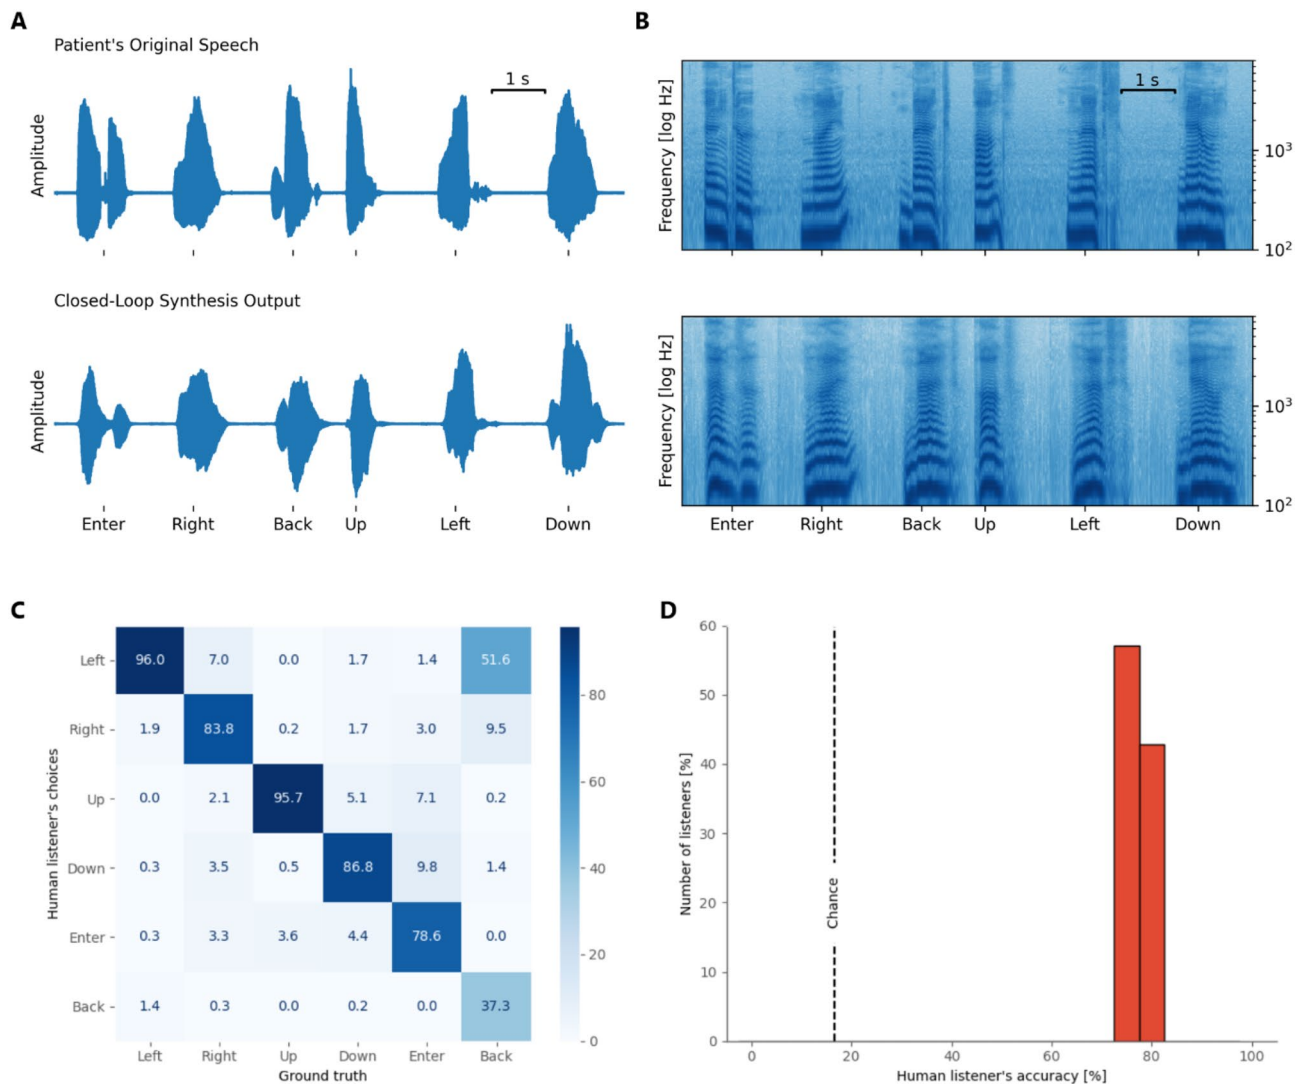 A
B
Patient's Original Speech
1 s
Amplitude
Frequency [log Hz]
1 s
10³
10²
Closed-Loop Synthesis Output
Amplitude
Enter Right Back Up Left Down
Frequency [log Hz]
10³
10²
Enter Right Back Up Left Down
C
Human listener's choices
Left 96.0 7.0 0.0 1.7 1.4 51.6
Right 1.9 83.8 0.2 1.7 3.0 9.5
Up 0.0 2.1 95.7 5.1 7.1 0.2
Down 0.3 3.5 0.5 86.8 9.8 1.4
Enter 0.3 3.3 3.6 4.4 78.6 0.0
Back 1.4 0.3 0.0 0.2 0.0 37.3
Left Right Up Down Enter Back
Ground truth
80
60
40
20
0
D
Number of listeners [%]
60
50
40
30
20
10
0
Chance
0 20 40 60 80 100
Human listener's accuracy [%]